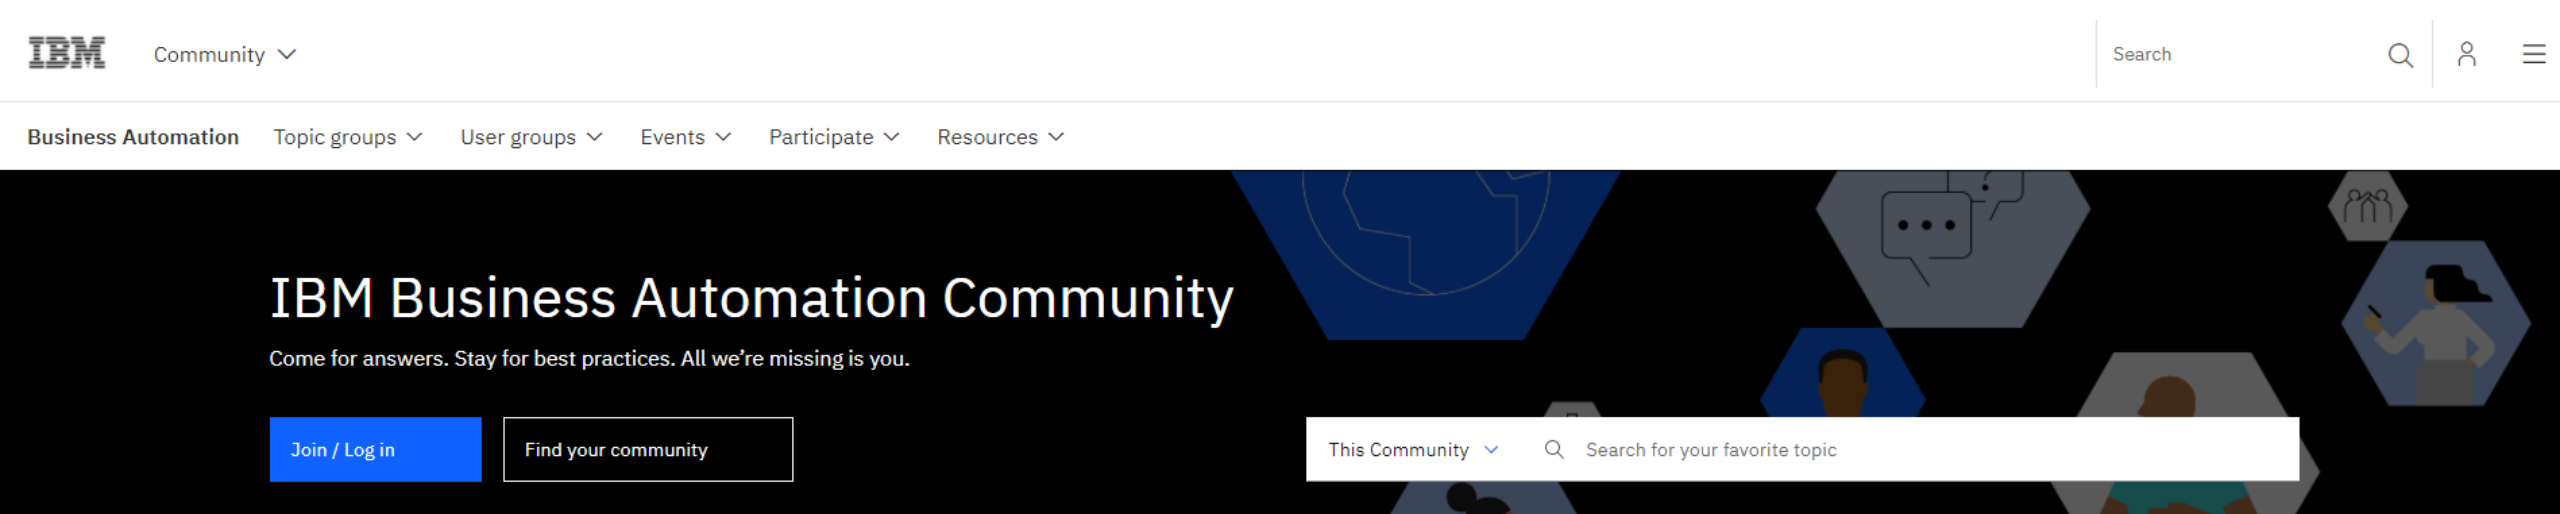 IBM Community Search
Business Automation Topic groups User groups Events Participate Resources
IBM Business Automation Community
Come for answers. Stay for best practices. All we’re missing is you.
Join / Log in Find your community This Community Search for your favorite topic